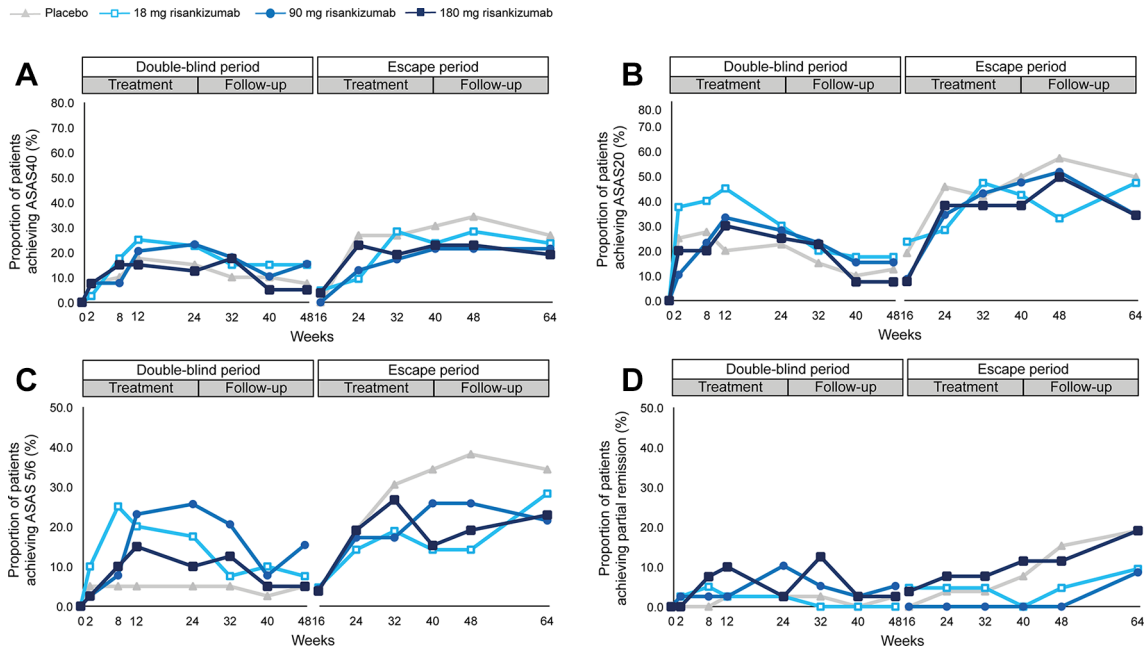 Placebo 18 mg risankizumab 90 mg risankizumab 180 mg risankizumab
A
Double-blind period Escape period
Treatment Follow-up Treatment Follow-up
Proportion of patients
achieving ASAS40 (%)
80.0
70.0
60.0
50.0
40.0
30.0
20.0
10.0
0.0
0 2 8 12 24 32 40 48 16 24 32 40 48 64
Weeks
B
Double-blind period Escape period
Treatment Follow-up Treatment Follow-up
Proportion of patients
achieving ASAS20 (%)
80.0
70.0
60.0
50.0
40.0
30.0
20.0
10.0
0.0
0 2 8 12 24 32 40 48 16 24 32 40 48 64
Weeks
C
Double-blind period Escape period
Treatment Follow-up Treatment Follow-up
Proportion of patients
achieving ASAS 5/6 (%)
50.0
40.0
30.0
20.0
10.0
0.0
0 2 8 12 24 32 40 48 16 24 32 40 48 64
Weeks
D
Double-blind period Escape period
Treatment Follow-up Treatment Follow-up
Proportion of patients
achieving partial remission (%)
50.0
40.0
30.0
20.0
10.0
0.0
0 2 8 12 24 32 40 48 16 24 32 40 48 64
Weeks